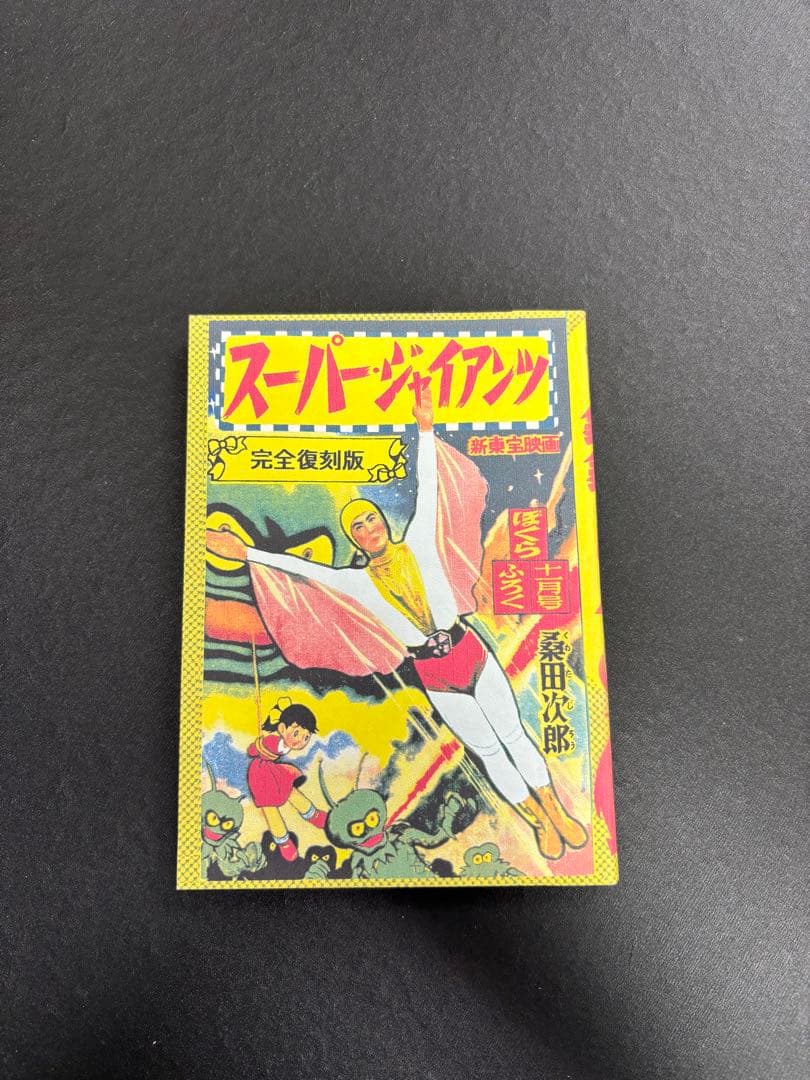 スーパー・ジャイアンツ
新東宝映画
完全復刻版
ぼくら
十一月号
ふろく
桑田次郎
くわたじろう